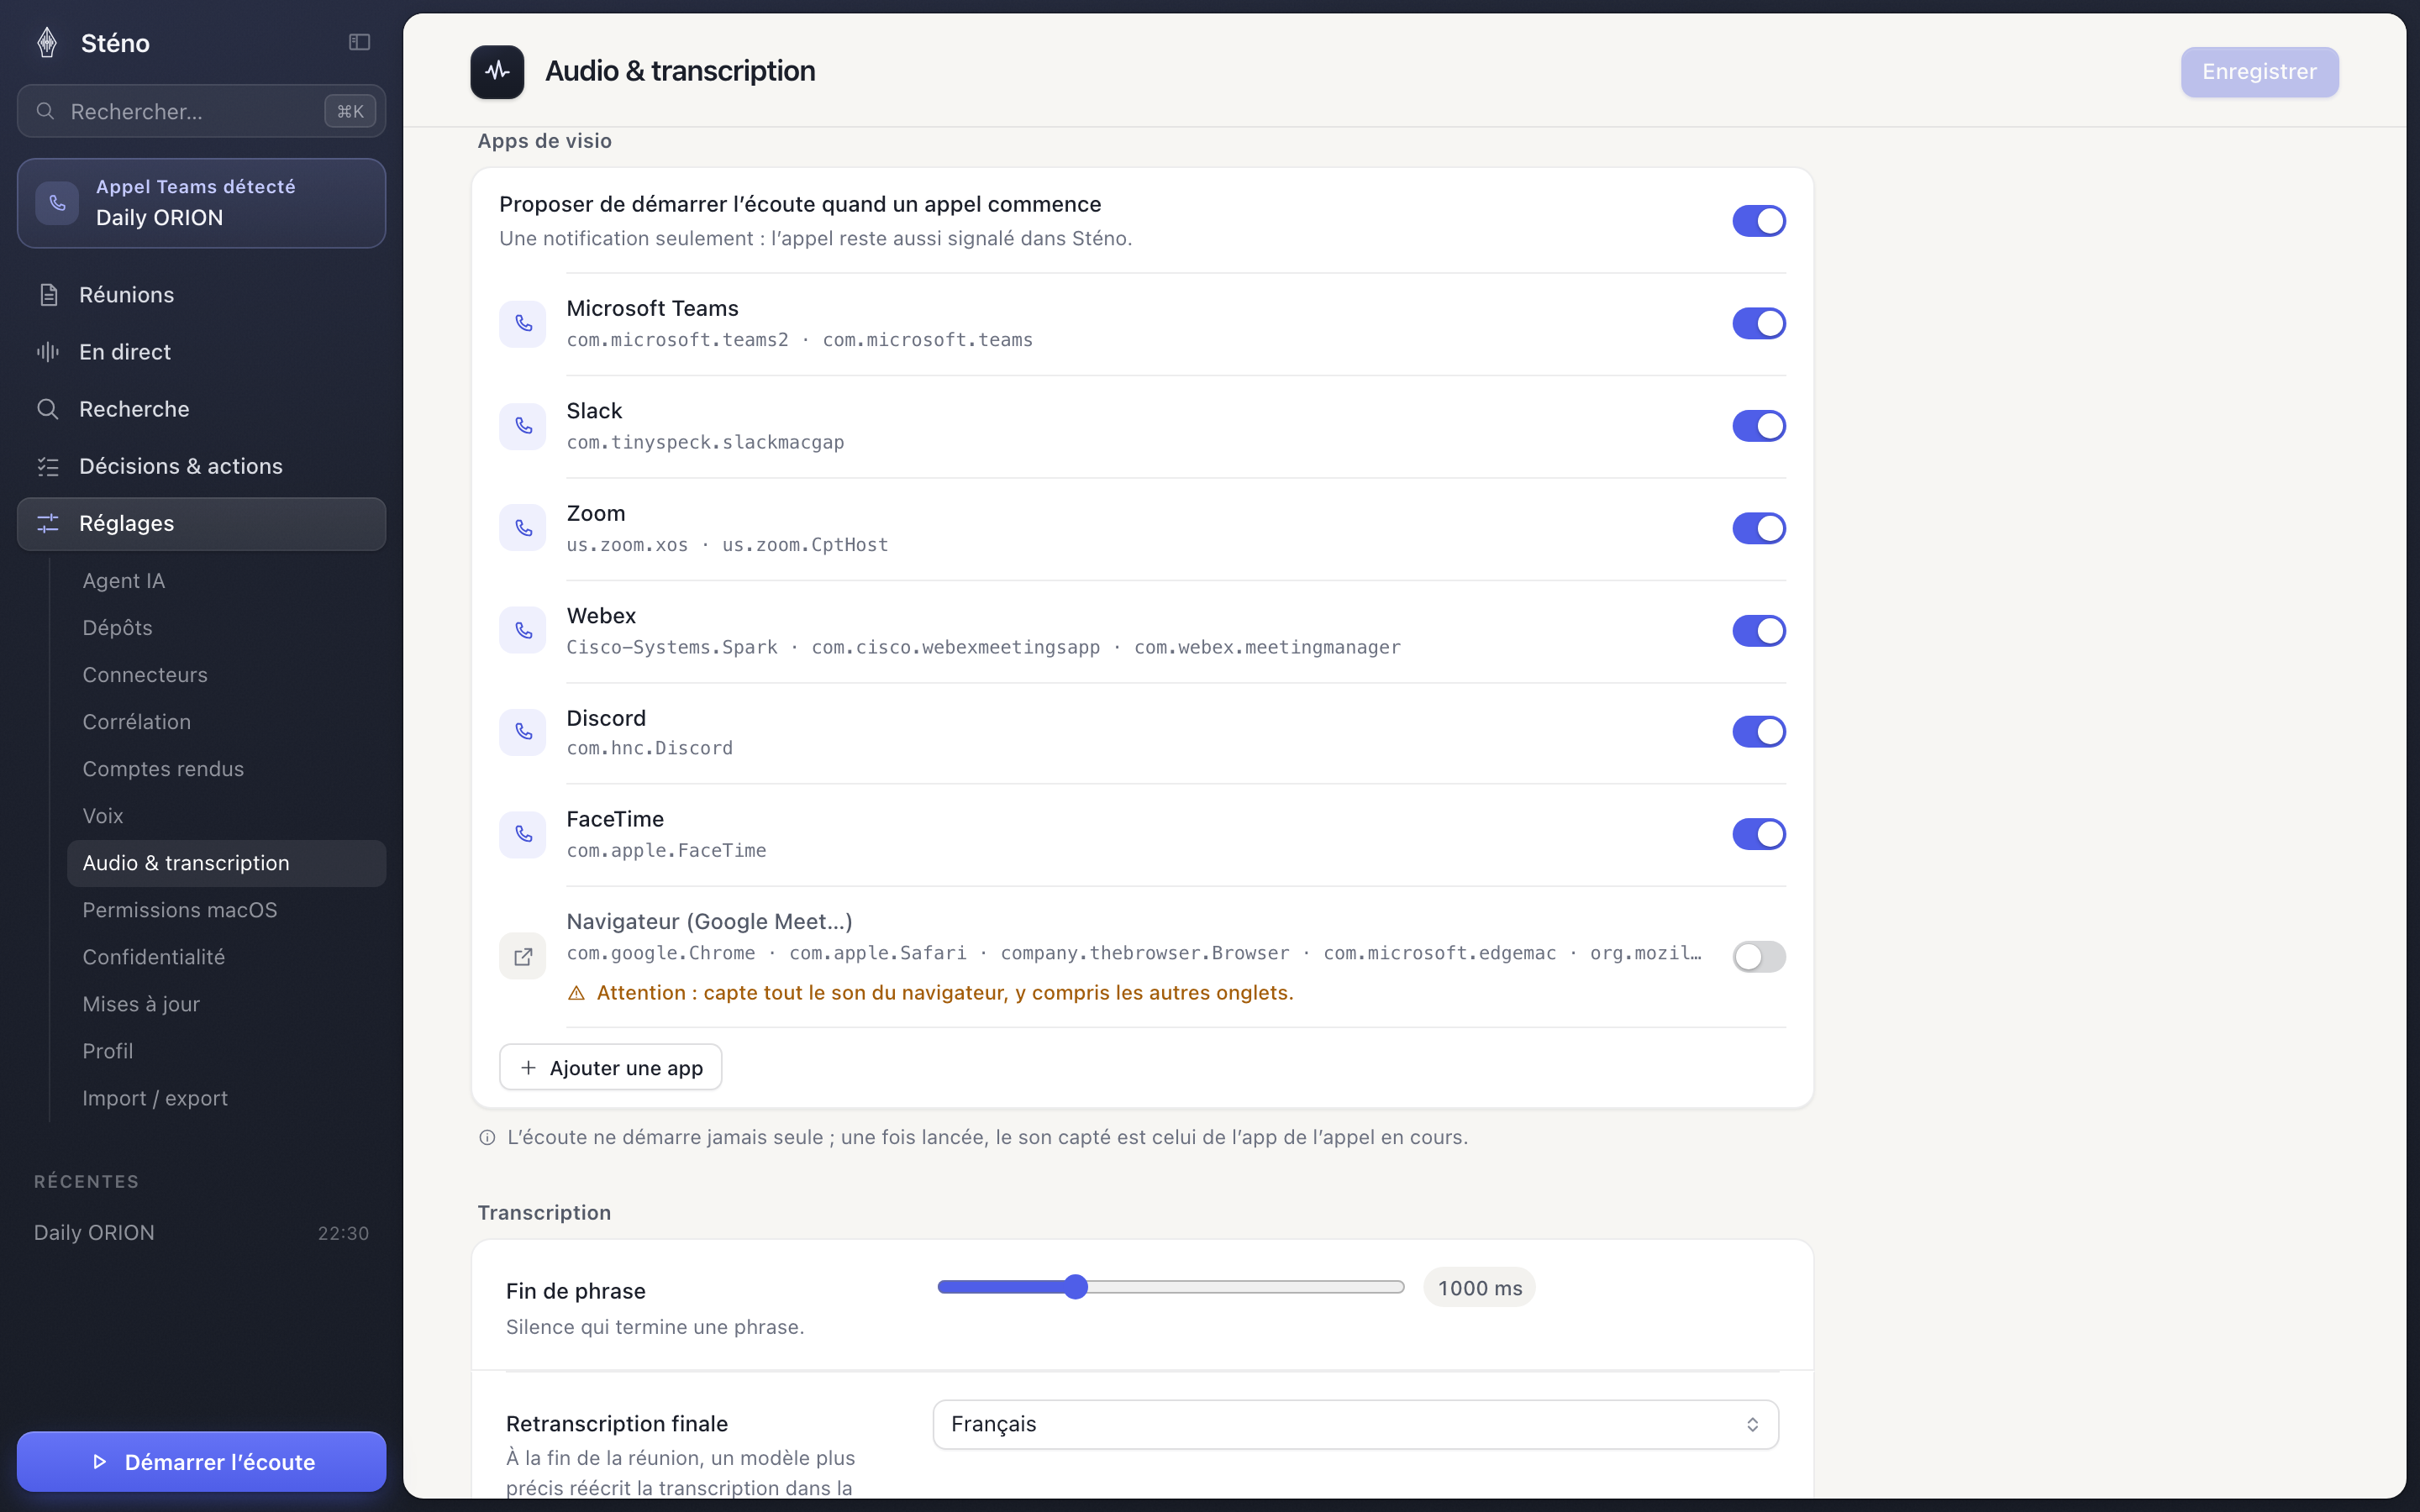 Sténo
Rechercher...
⌘K
Appel Teams détecté
Daily ORION
Réunions
En direct
Recherche
Décisions & actions
Réglages
Agent IA
Dépôts
Connecteurs
Corrélation
Comptes rendus
Voix
Audio & transcription
Permissions macOS
Confidentialité
Mises à jour
Profil
Import / export
RÉCENTES
Daily ORION 22:30
Démarrer l’écoute
Audio & transcription
Enregistrer
Apps de visio
Proposer de démarrer l’écoute quand un appel commence
Une notification seulement : l’appel reste aussi signalé dans Sténo.
Microsoft Teams
com.microsoft.teams2 · com.microsoft.teams
Slack
com.tinyspeck.slackmacgap
Zoom
us.zoom.xos · us.zoom.CptHost
Webex
Cisco-Systems.Spark · com.cisco.webexmeetingsapp · com.webex.meetingmanager
Discord
com.hnc.Discord
FaceTime
com.apple.FaceTime
Navigateur (Google Meet...)
com.google.Chrome · com.apple.Safari · company.thebrowser.Browser · com.microsoft.edgemac · org.mozil…
Attention : capte tout le son du navigateur, y compris les autres onglets.
+ Ajouter une app
L’écoute ne démarre jamais seule ; une fois lancée, le son capté est celui de l’app de l’appel en cours.
Transcription
Fin de phrase
1000 ms
Silence qui termine une phrase.
Retranscription finale
Français
À la fin de la réunion, un modèle plus
précis réécrit la transcription dans la